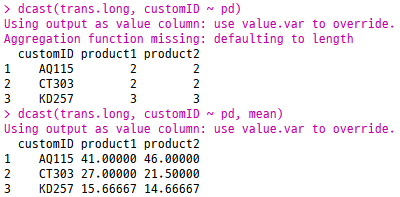 > dcast(trans.long, customID ~ pd)
Using output as value column: use value.var to override.
Aggregation function missing: defaulting to length
  customID product1 product2
1    AQ115        2        2
2    CT303        2        2
3    KD257        3        3
> dcast(trans.long, customID ~ pd, mean)
Using output as value column: use value.var to override.
  customID product1 product2
1    AQ115 41.00000 46.00000
2    CT303 27.00000 21.50000
3    KD257 15.66667 14.66667